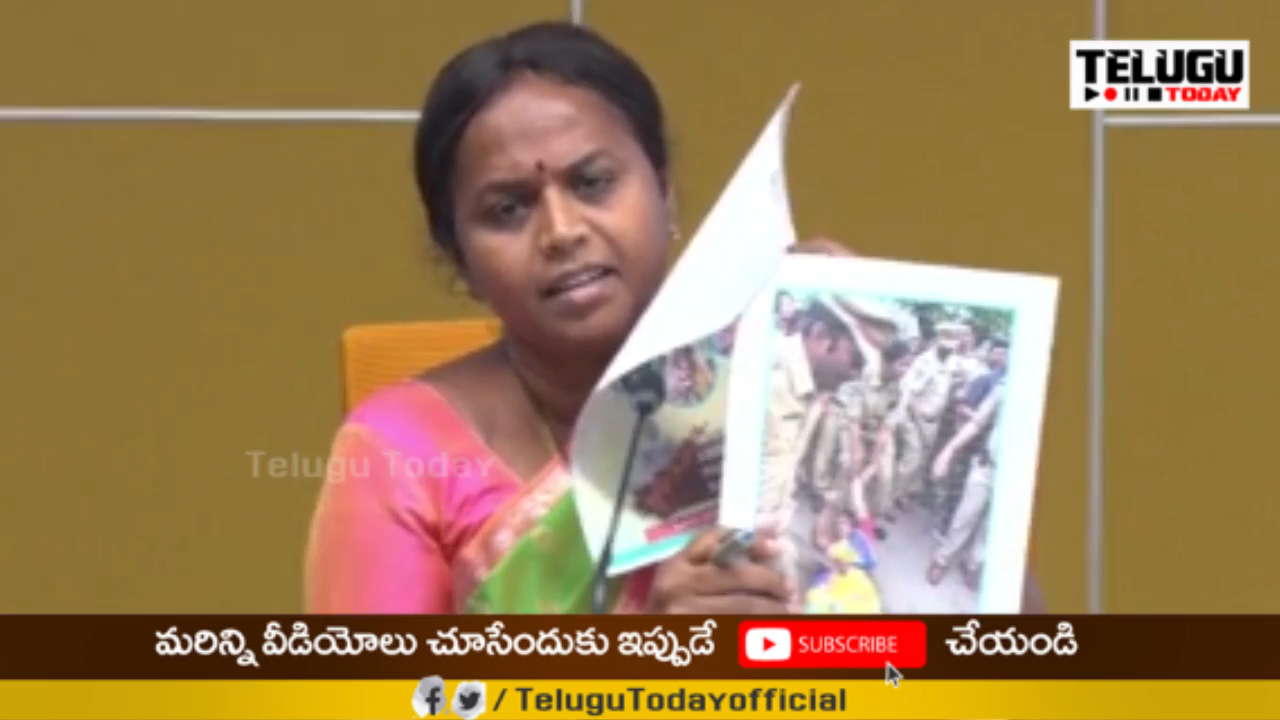 TELUGU
TODAY
Telugu Today
మరిన్ని వీడియోలు చూసేందుకు ఇప్పుడే SUBSCRIBE చేయండి
/ TeluguTodayofficial